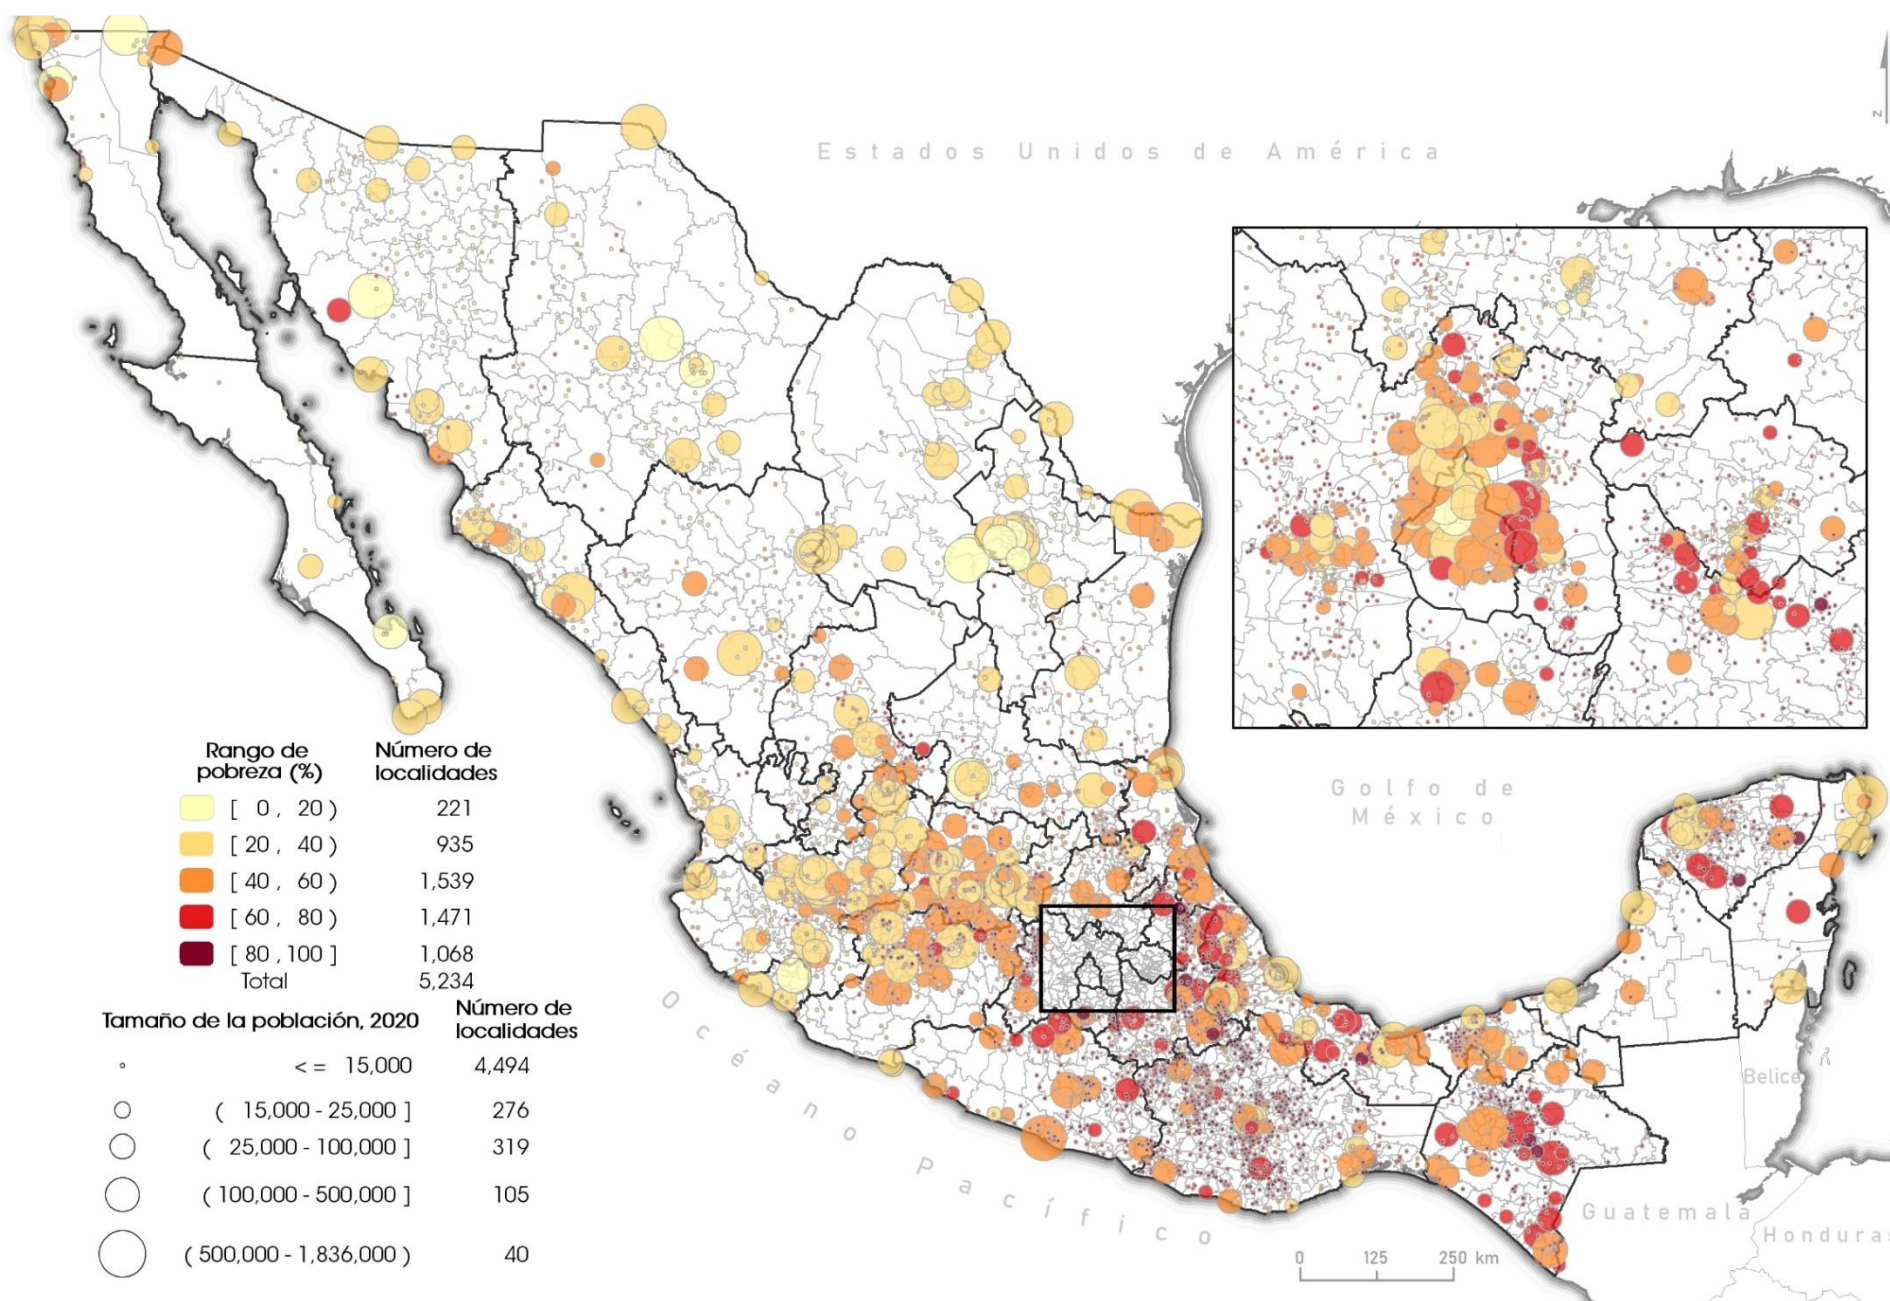 Estados Unidos de América
N
Golfo de
México
Rango de pobreza (%) Número de localidades
[ 0 , 20 ) 221
[ 20 , 40 ) 935
[ 40 , 60 ) 1,539
[ 60 , 80 ) 1,471
[ 80 , 100 ] 1,068
Total 5,234
Tamaño de la población, 2020 Número de localidades
< = 15,000 4,494
( 15,000 - 25,000 ] 276
( 25,000 - 100,000 ] 319
( 100,000 - 500,000 ] 105
( 500,000 - 1,836,000 ) 40
Océano Pacífico
Belice
Guatemala
Honduras
0 125 250 km